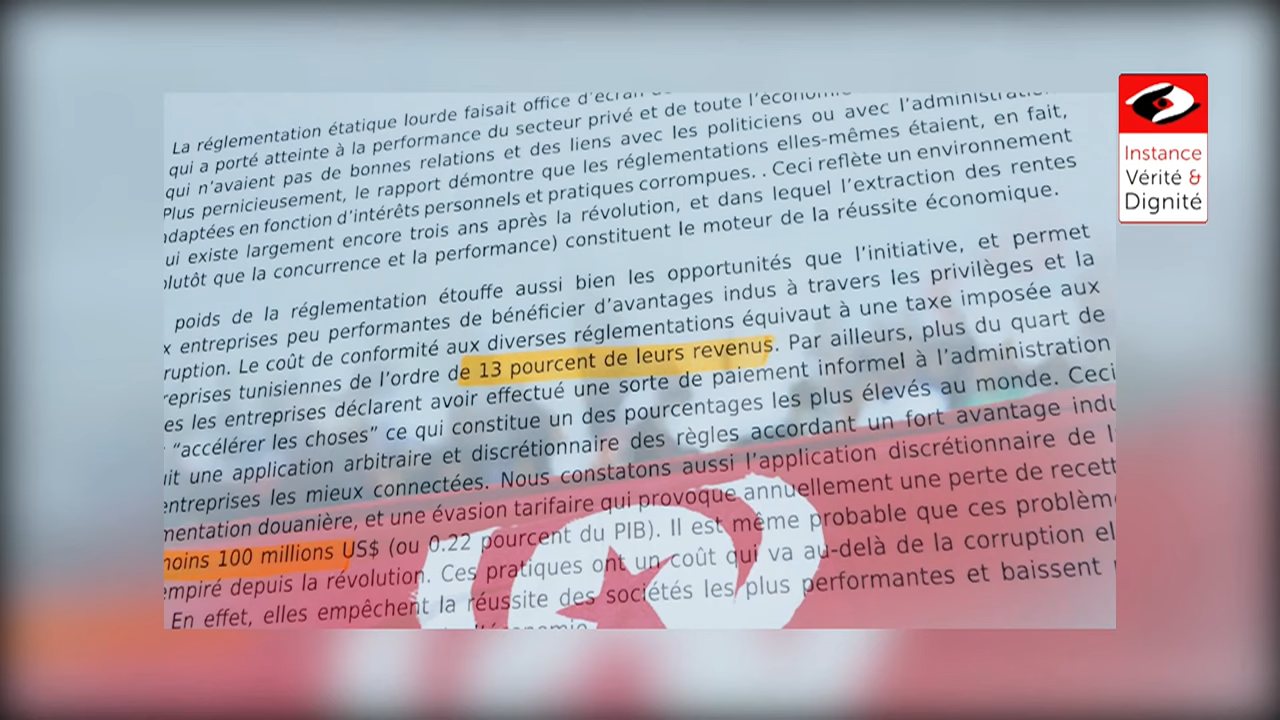 La réglementation étatique lourde faisait office d'écran
qui a porté atteinte à la performance du secteur privé et de toute l'économie
qui n'avaient pas de bonnes relations et des liens avec les politiciens ou avec l'administration
Plus pernicieusement, le rapport démontre que les réglementations elles-mêmes étaient, en fait,
adaptées en fonction d'intérêts personnels et pratiques corrompues. . Ceci reflète un environnement
ui existe largement encore trois ans après la révolution, et dans lequel l'extraction des rentes
plutôt que la concurrence et la performance) constituent le moteur de la réussite économique.
poids de la réglementation étouffe aussi bien les opportunités que l'initiative, et permet
x entreprises peu performantes de bénéficier d'avantages indus à travers les privilèges et la
ruption. Le coût de conformité aux diverses réglementations équivaut à une taxe imposée aux
reprises tunisiennes de l'ordre de 13 pourcent de leurs revenus. Par ailleurs, plus du quart de
es les entreprises déclarent avoir effectué une sorte de paiement informel à l'administration
"accélérer les choses" ce qui constitue un des pourcentages les plus élevés au monde. Ceci
uit une application arbitraire et discrétionnaire des règles accordant un fort avantage indu
entreprises les mieux connectées. Nous constatons aussi l'application discrétionnaire de l
mentation douanière, et une évasion tarifaire qui provoque annuellement une perte de recett
moins 100 millions US$ (ou 0.22 pourcent du PIB). Il est même probable que ces problèm
empiré depuis la révolution. Ces pratiques ont un coût qui va au-delà de la corruption el
En effet, elles empêchent la réussite des sociétés les plus performantes et baissent
Instance
Vérité &
Dignité